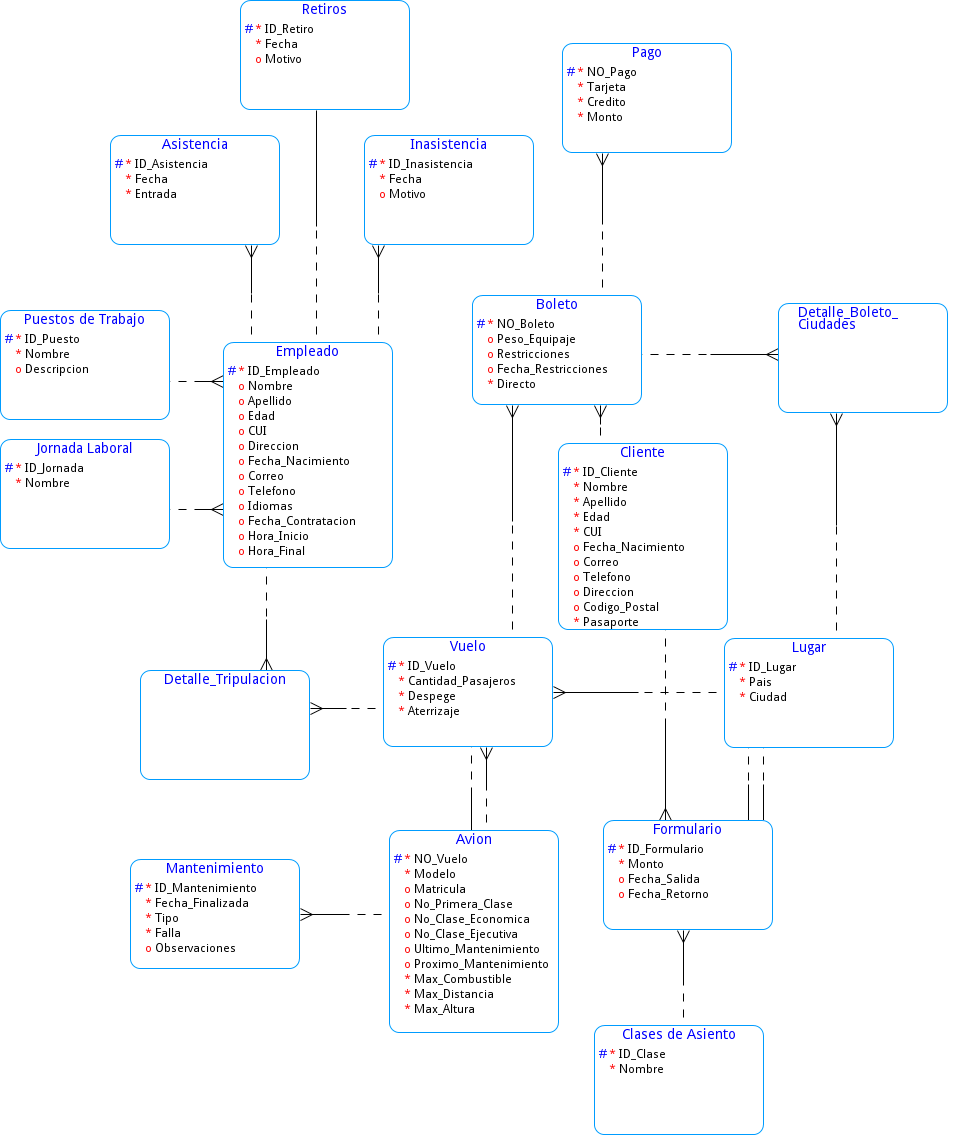 Retiros
# * ID_Retiro
* Fecha
o Motivo
Pago
# * NO_Pago
* Tarjeta
* Credito
* Monto
Asistencia
# * ID_Asistencia
* Fecha
* Entrada
Inasistencia
# * ID_Inasistencia
* Fecha
o Motivo
Puestos de Trabajo
# * ID_Puesto
* Nombre
o Descripcion
Boleto
# * NO_Boleto
o Peso_Equipaje
o Restricciones
o Fecha_Restricciones
* Directo
Detalle_Boleto_
Ciudades
Empleado
# * ID_Empleado
o Nombre
o Apellido
o Edad
o CUI
o Direccion
o Fecha_Nacimiento
o Correo
o Telefono
o Idiomas
o Fecha_Contratacion
o Hora_Inicio
o Hora_Final
Jornada Laboral
# * ID_Jornada
* Nombre
Cliente
# * ID_Cliente
* Nombre
* Apellido
* Edad
* CUI
o Fecha_Nacimiento
o Correo
o Telefono
o Direccion
o Codigo_Postal
* Pasaporte
Detalle_Tripulacion
Vuelo
# * ID_Vuelo
* Cantidad_Pasajeros
* Despege
* Aterrizaje
Lugar
# * ID_Lugar
* Pais
* Ciudad
Mantenimiento
# * ID_Mantenimiento
* Fecha_Finalizada
* Tipo
* Falla
o Observaciones
Avion
# * NO_Vuelo
* Modelo
o Matricula
o No_Primera_Clase
o No_Clase_Economica
o No_Clase_Ejecutiva
o Ultimo_Mantenimiento
o Proximo_Mantenimiento
* Max_Combustible
* Max_Distancia
* Max_Altura
Formulario
# * ID_Formulario
* Monto
o Fecha_Salida
o Fecha_Retorno
Clases de Asiento
# * ID_Clase
* Nombre